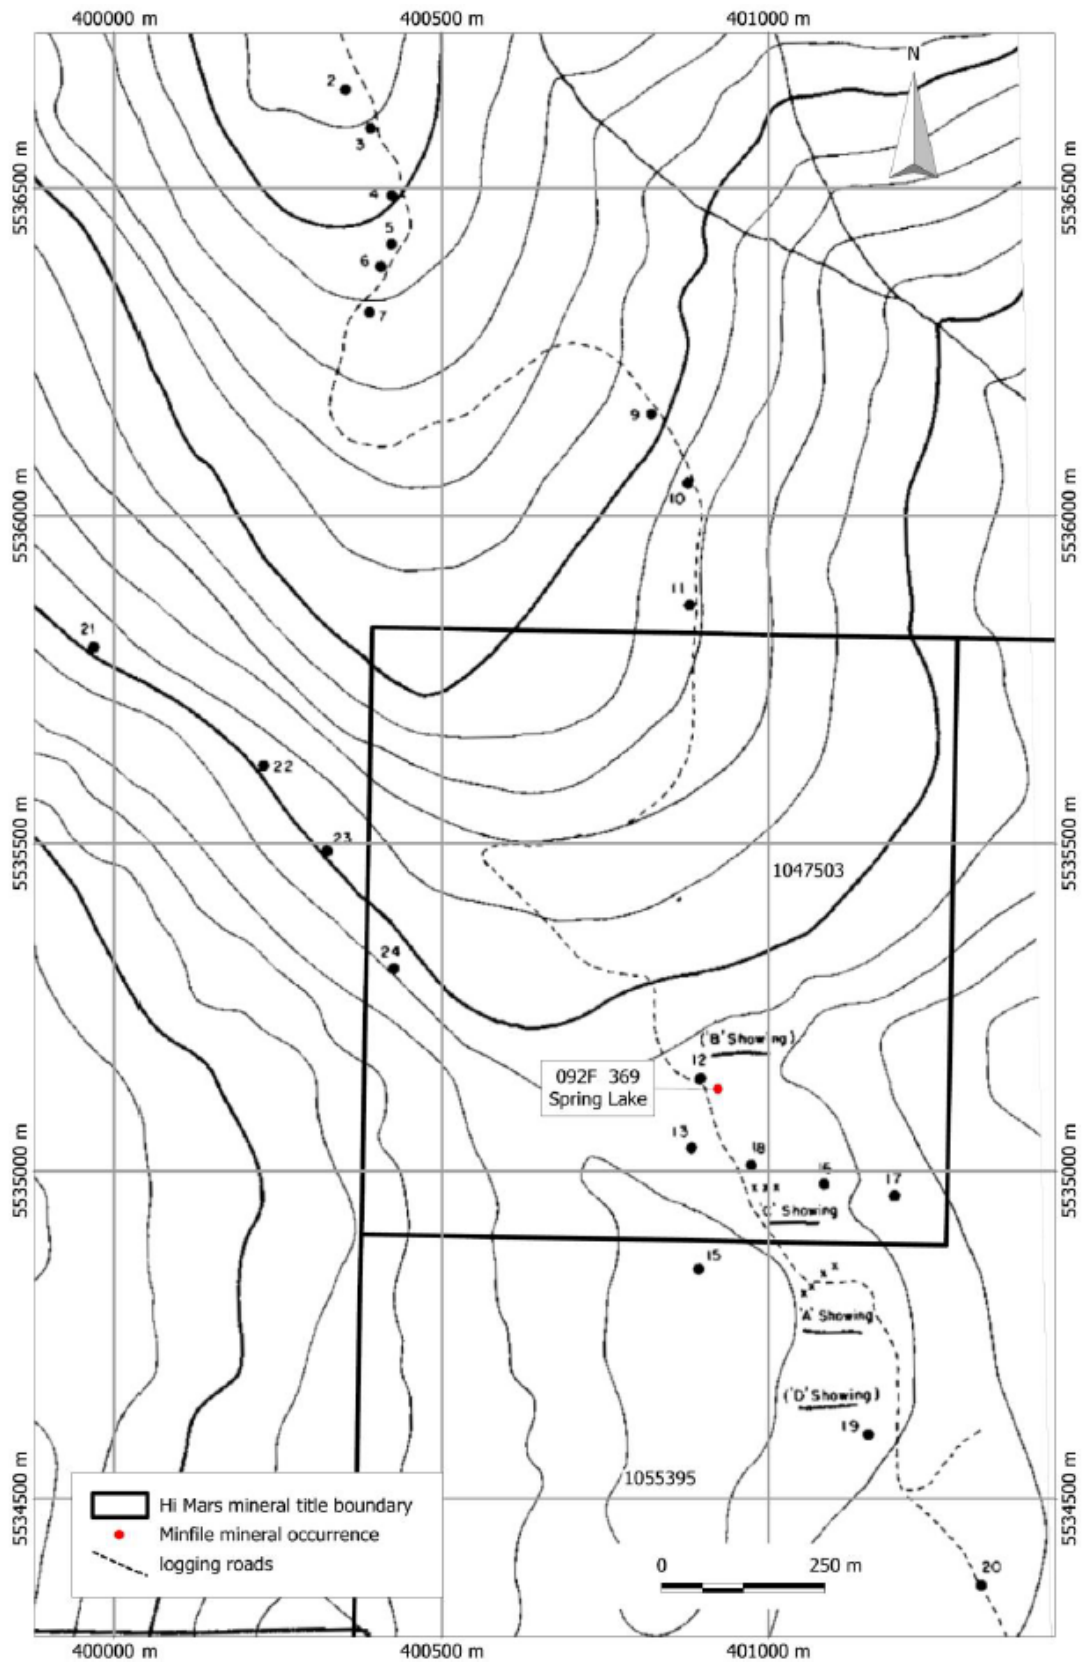 400000 m
400500 m
401000 m
N
2
3
5536500 m
5536500 m
4
5
6
7
9
10
5536000 m
5536000 m
11
21
22
23
5535500 m
5535500 m
1047503
24
('B' Showing)
12
092F 369
Spring Lake
13
18
16
17
5535000 m
5535000 m
x x x
'C' Showing
15
x x
x x
'A' Showing
('D' Showing)
19
1055395
5534500 m
5534500 m
Hi Mars mineral title boundary
Minfile mineral occurrence
logging roads
0
250 m
20
400000 m
400500 m
401000 m